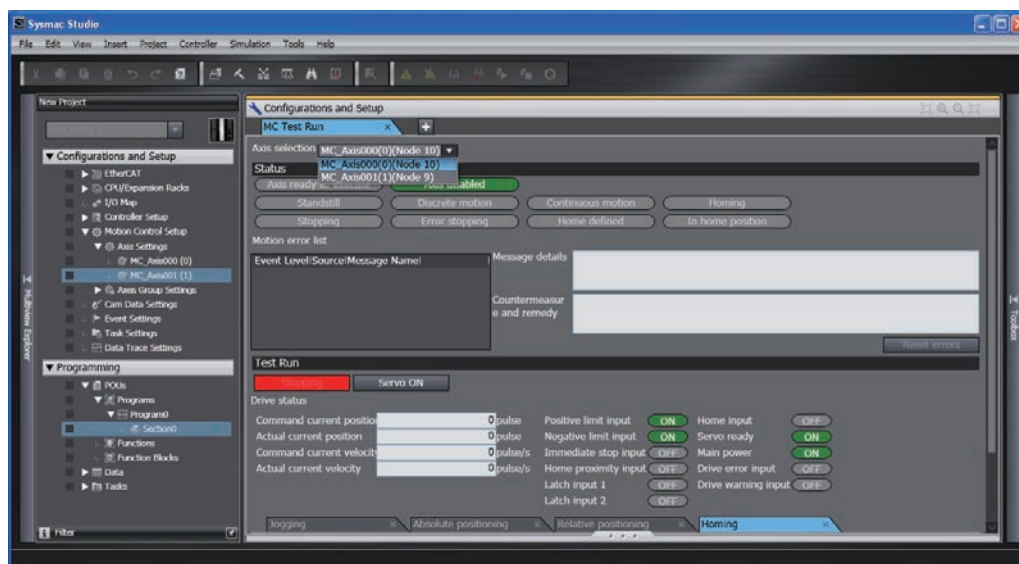 Sysmac Studio
File Edit View Insert Project Controller Simulation Tools Help
New Project
Configurations and Setup
EtherCAT
CPU/Expansion Racks
I/O Map
Controller Setup
Motion Control Setup
Axis Settings
MC_Axis000 (0)
MC_Axis001 (1)
Axes Group Settings
Cam Data Settings
Event Settings
Task Settings
Data Trace Settings
Programming
POUs
Programs
Program0
Section0
Functions
Function Blocks
Data
Tasks
Filter
Multiview Explorer
Configurations and Setup
MC Test Run
Axis selection MC_Axis000(0)(Node 10)
MC_Axis000(0)(Node 10)
MC_Axis001(1)(Node 9)
Status
Axis ready to execute Axis disabled
Standstill Discrete motion Continuous motion Homing
Stopping Error stopping Home defined In home position
Motion error list
Event Level|Source|Message Name|
Message details
Countermeasur
e and remedy
Reset errors
Test Run
Stopping Servo ON
Drive status
Command current position 0 pulse Positive limit input ON Home input OFF
Actual current position 0 pulse Negative limit input ON Servo ready ON
Command current velocity 0 pulse/s Immediate stop input OFF Main power ON
Actual current velocity 0 pulse/s Home proximity input OFF Drive error input OFF
Latch input 1 OFF Drive warning input OFF
Latch input 2 OFF
Jogging Absolute positioning Relative positioning Homing
Toolbox